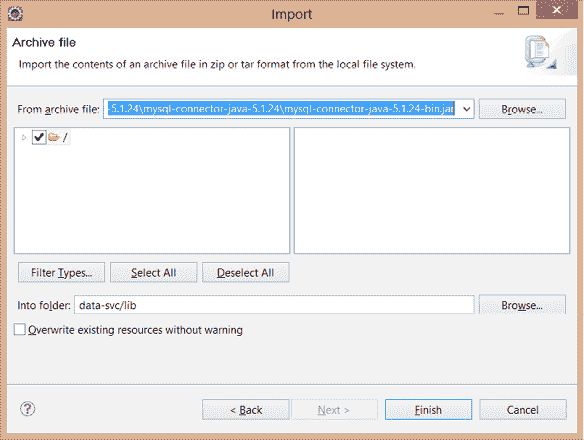 Import
Archive file
Import the contents of an archive file in zip or tar format from the local file system.
From archive file: -5.1.24\mysql-connector-java-5.1.24\mysql-connector-java-5.1.24-bin.jar Browse...
/
Filter Types... Select All Deselect All
Into folder: data-svc/lib Browse...
Overwrite existing resources without warning
? < Back Next > Finish Cancel